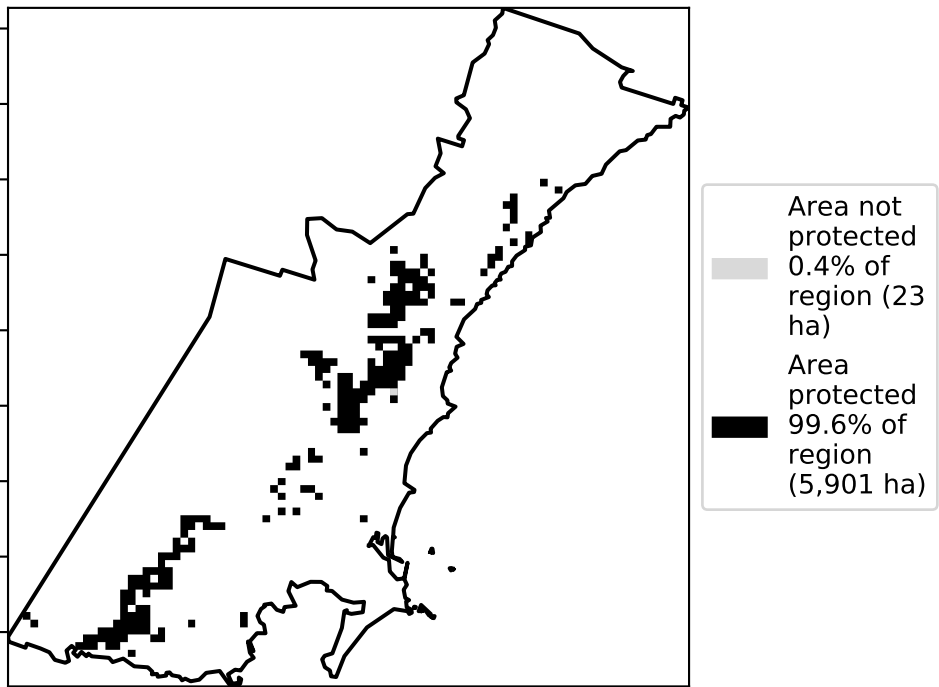 Area not
protected
0.4% of
region (23
ha)
Area
protected
99.6% of
region
(5,901 ha)